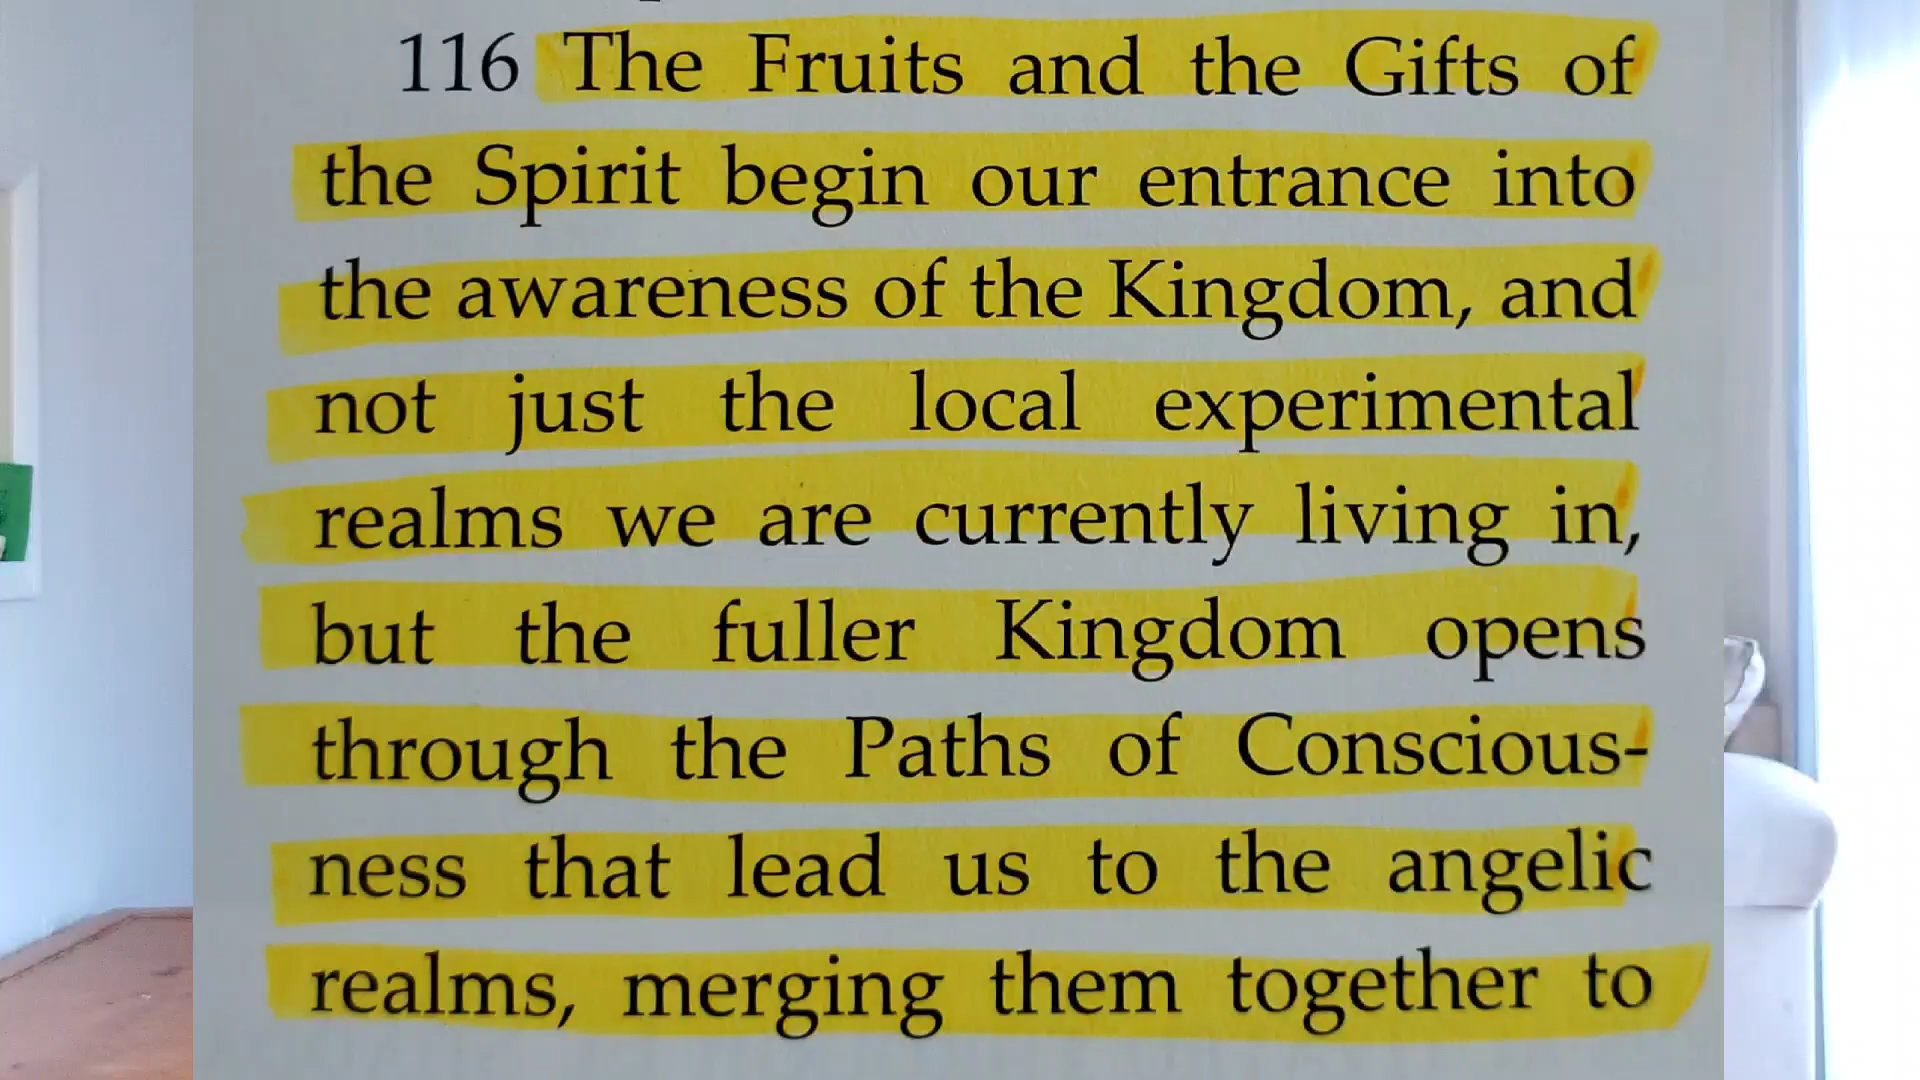 116 The Fruits and the Gifts of
the Spirit begin our entrance into
the awareness of the Kingdom, and
not just the local experimental
realms we are currently living in,
but the fuller Kingdom opens
through the Paths of Conscious-
ness that lead us to the angelic
realms, merging them together to